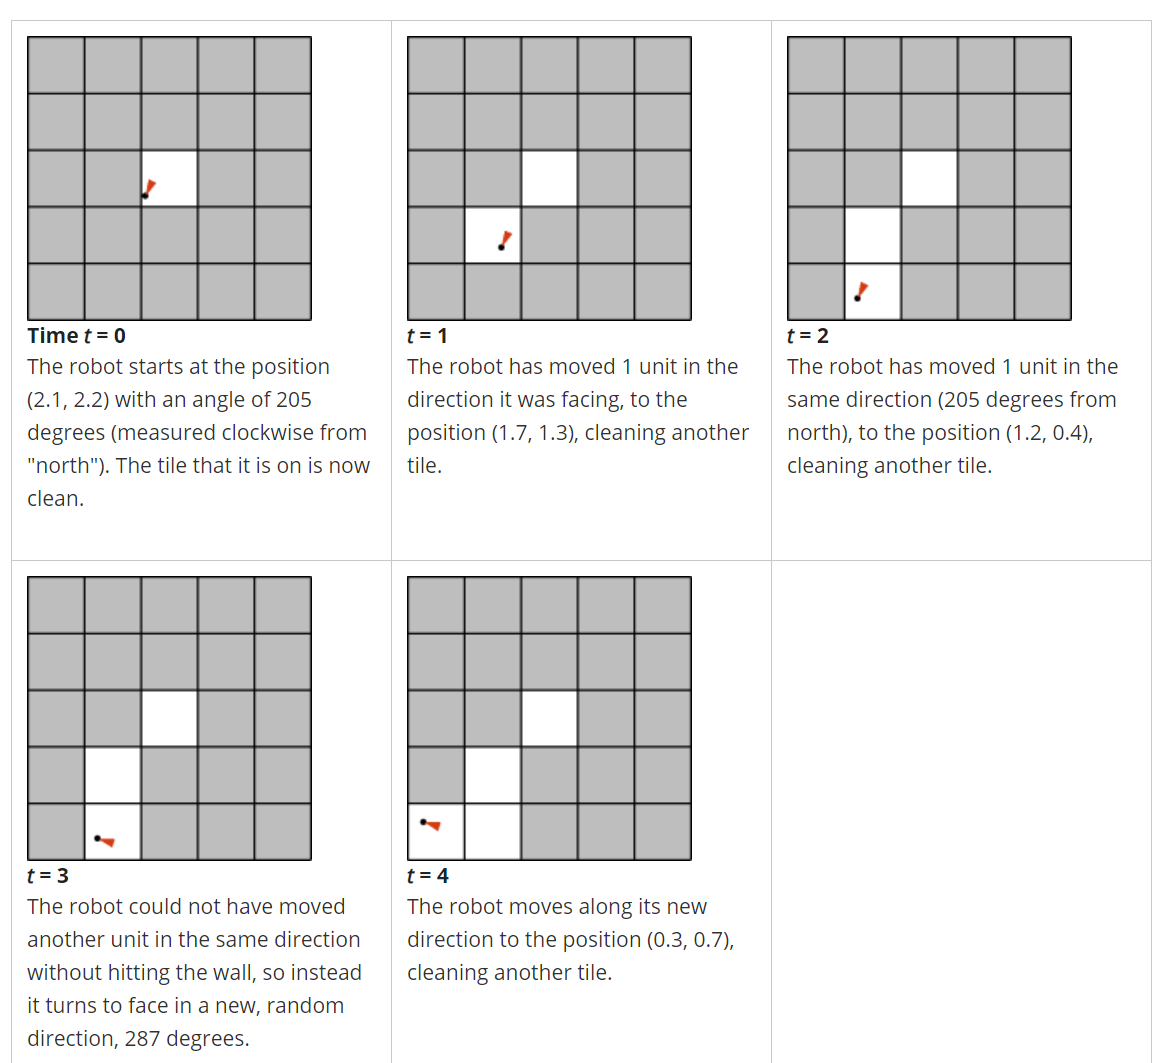 Time t = 0
The robot starts at the position
(2.1, 2.2) with an angle of 205
degrees (measured clockwise from
"north"). The tile that it is on is now
clean.
t = 1
The robot has moved 1 unit in the
direction it was facing, to the
position (1.7, 1.3), cleaning another
tile.
t = 2
The robot has moved 1 unit in the
same direction (205 degrees from
north), to the position (1.2, 0.4),
cleaning another tile.
t = 3
The robot could not have moved
another unit in the same direction
without hitting the wall, so instead
it turns to face in a new, random
direction, 287 degrees.
t = 4
The robot moves along its new
direction to the position (0.3, 0.7),
cleaning another tile.